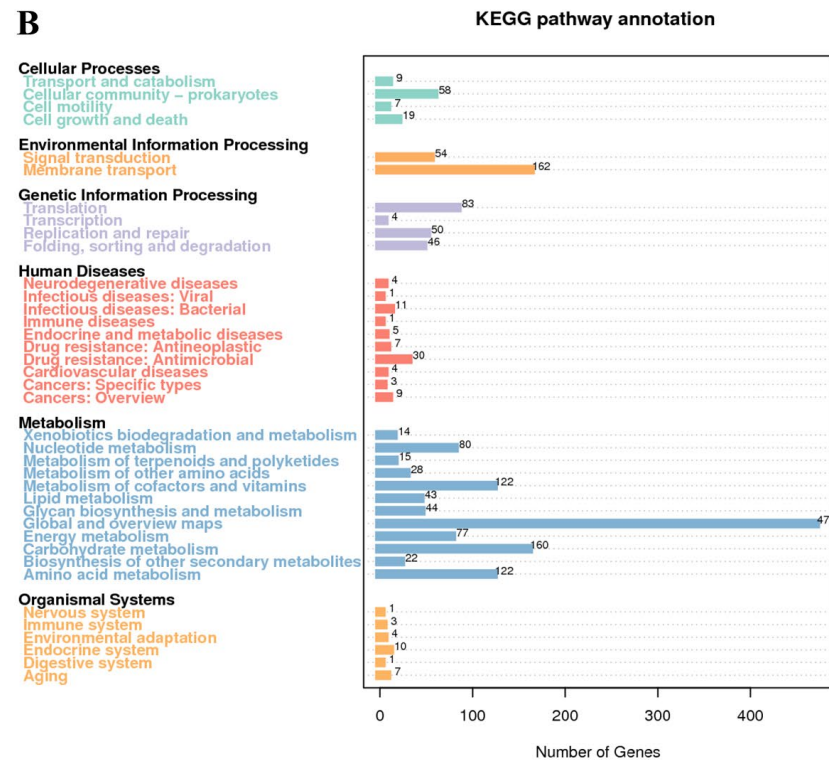 B
KEGG pathway annotation
Cellular Processes
Transport and catabolism 9
Cellular community − prokaryotes 58
Cell motility 7
Cell growth and death 19
Environmental Information Processing
Signal transduction 54
Membrane transport 162
Genetic Information Processing
Translation 83
Transcription 4
Replication and repair 50
Folding, sorting and degradation 46
Human Diseases
Neurodegenerative diseases 4
Infectious diseases: Viral 1
Infectious diseases: Bacterial 11
Immune diseases 1
Endocrine and metabolic diseases 5
Drug resistance: Antineoplastic 7
Drug resistance: Antimicrobial 30
Cardiovascular diseases 4
Cancers: Specific types 3
Cancers: Overview 9
Metabolism
Xenobiotics biodegradation and metabolism 14
Nucleotide metabolism 80
Metabolism of terpenoids and polyketides 15
Metabolism of other amino acids 28
Metabolism of cofactors and vitamins 122
Lipid metabolism 43
Glycan biosynthesis and metabolism 44
Global and overview maps 47
Energy metabolism 77
Carbohydrate metabolism 160
Biosynthesis of other secondary metabolites 22
Amino acid metabolism 122
Organismal Systems
Nervous system 1
Immune system 3
Environmental adaptation 4
Endocrine system 10
Digestive system 1
Aging 7
0 100 200 300 400
Number of Genes